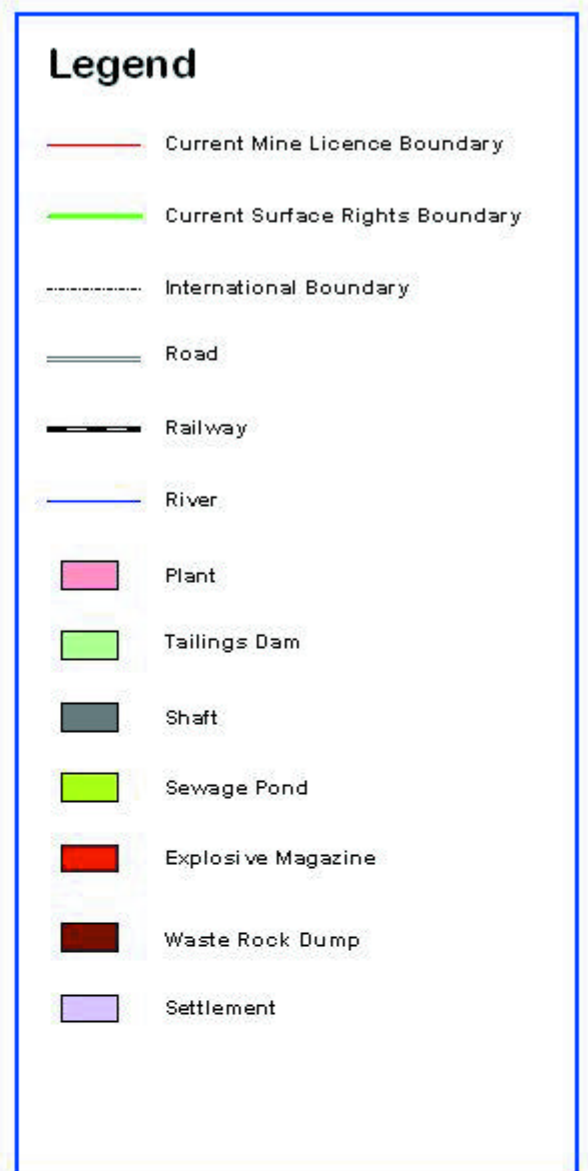 Legend
Current Mine Licence Boundary
Current Surface Rights Boundary
International Boundary
Road
Railway
River
Plant
Tailings Dam
Shaft
Sewage Pond
Explosive Magazine
Waste Rock Dump
Settlement